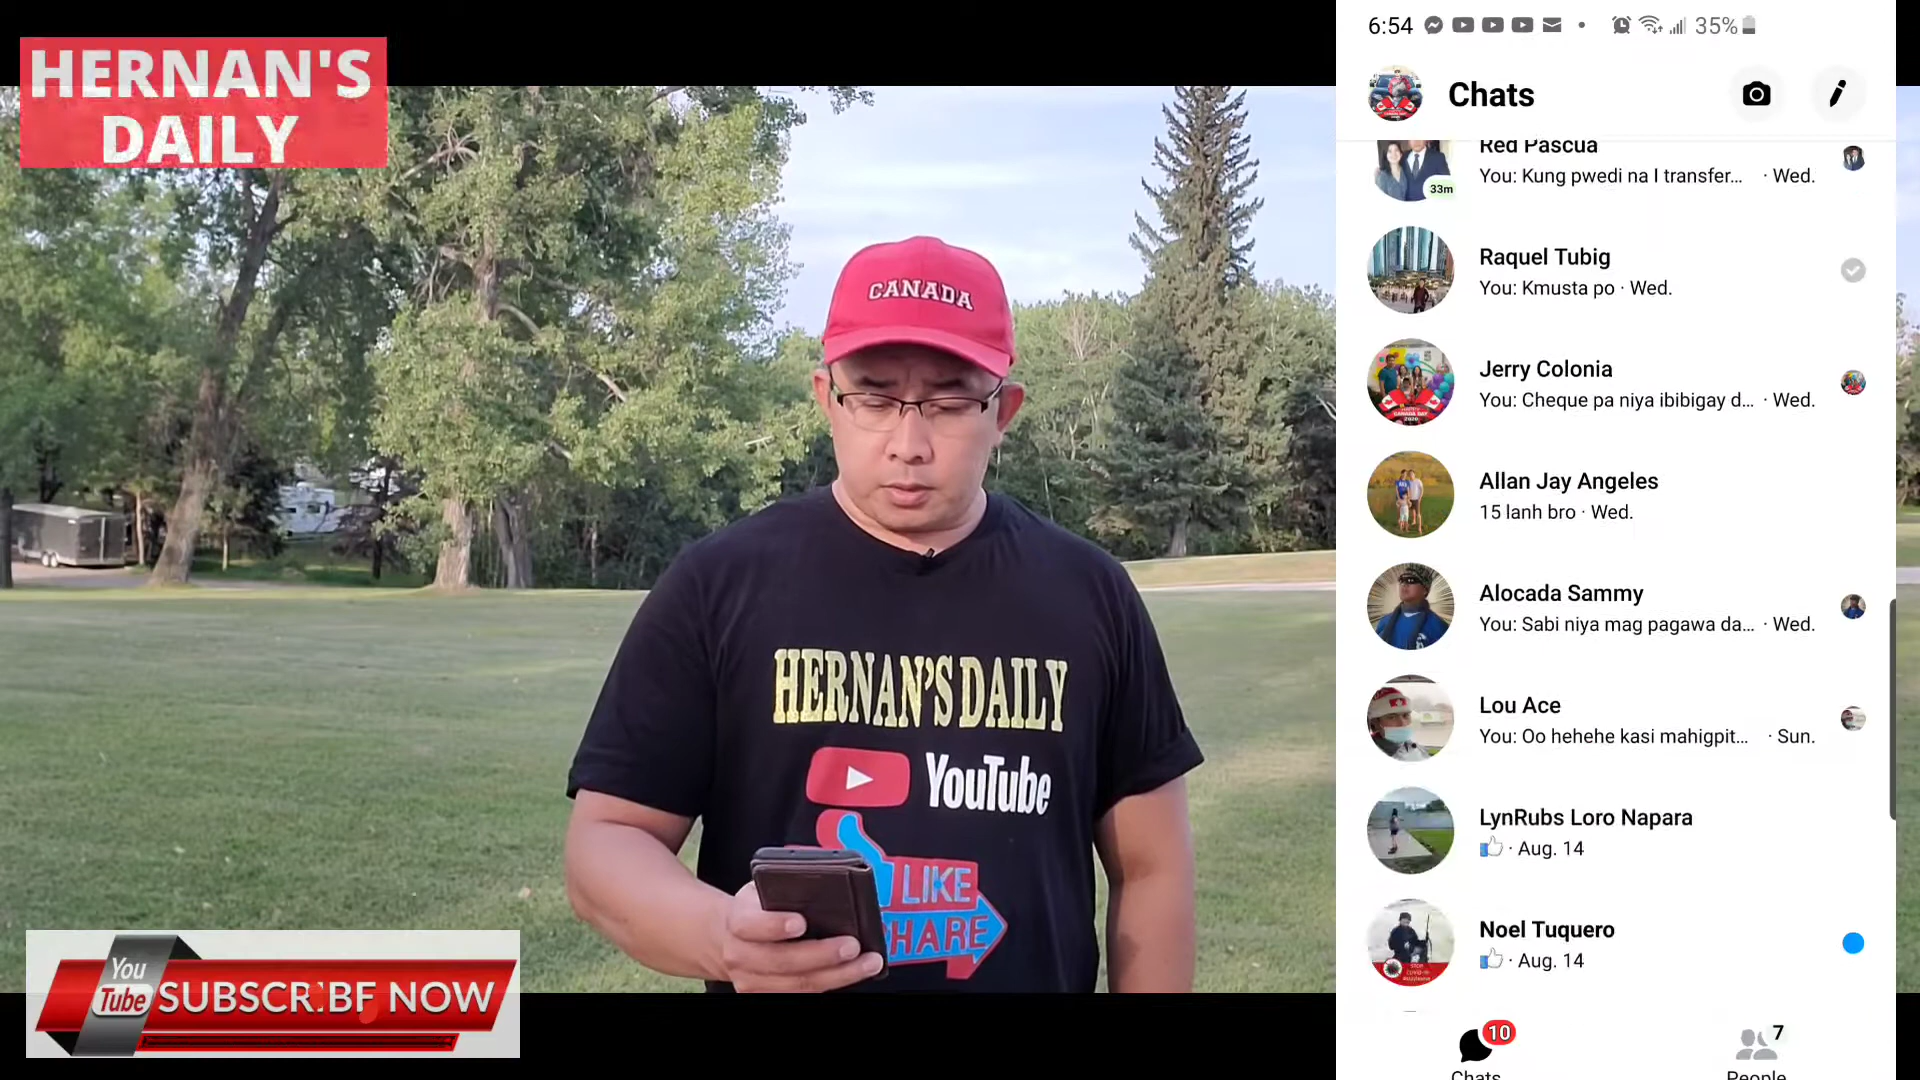 HERNAN'S
DAILY
CANADA
HERNAN'S DAILY
YouTube
LIKE
SHARE
You
Tube
SUBSCRIBE NOW
6:54
35%
Chats
Red Pascua
You: Kung pwedi na I transfer... · Wed.
33m
Raquel Tubig
You: Kmusta po · Wed.
Jerry Colonia
You: Cheque pa niya ibibigay d... · Wed.
Allan Jay Angeles
15 lanh bro · Wed.
Alocada Sammy
You: Sabi niya mag pagawa da... · Wed.
Lou Ace
You: Oo hehehe kasi mahigpit... · Sun.
LynRubs Loro Napara
· Aug. 14
Noel Tuquero
· Aug. 14
10
7
Chats
People